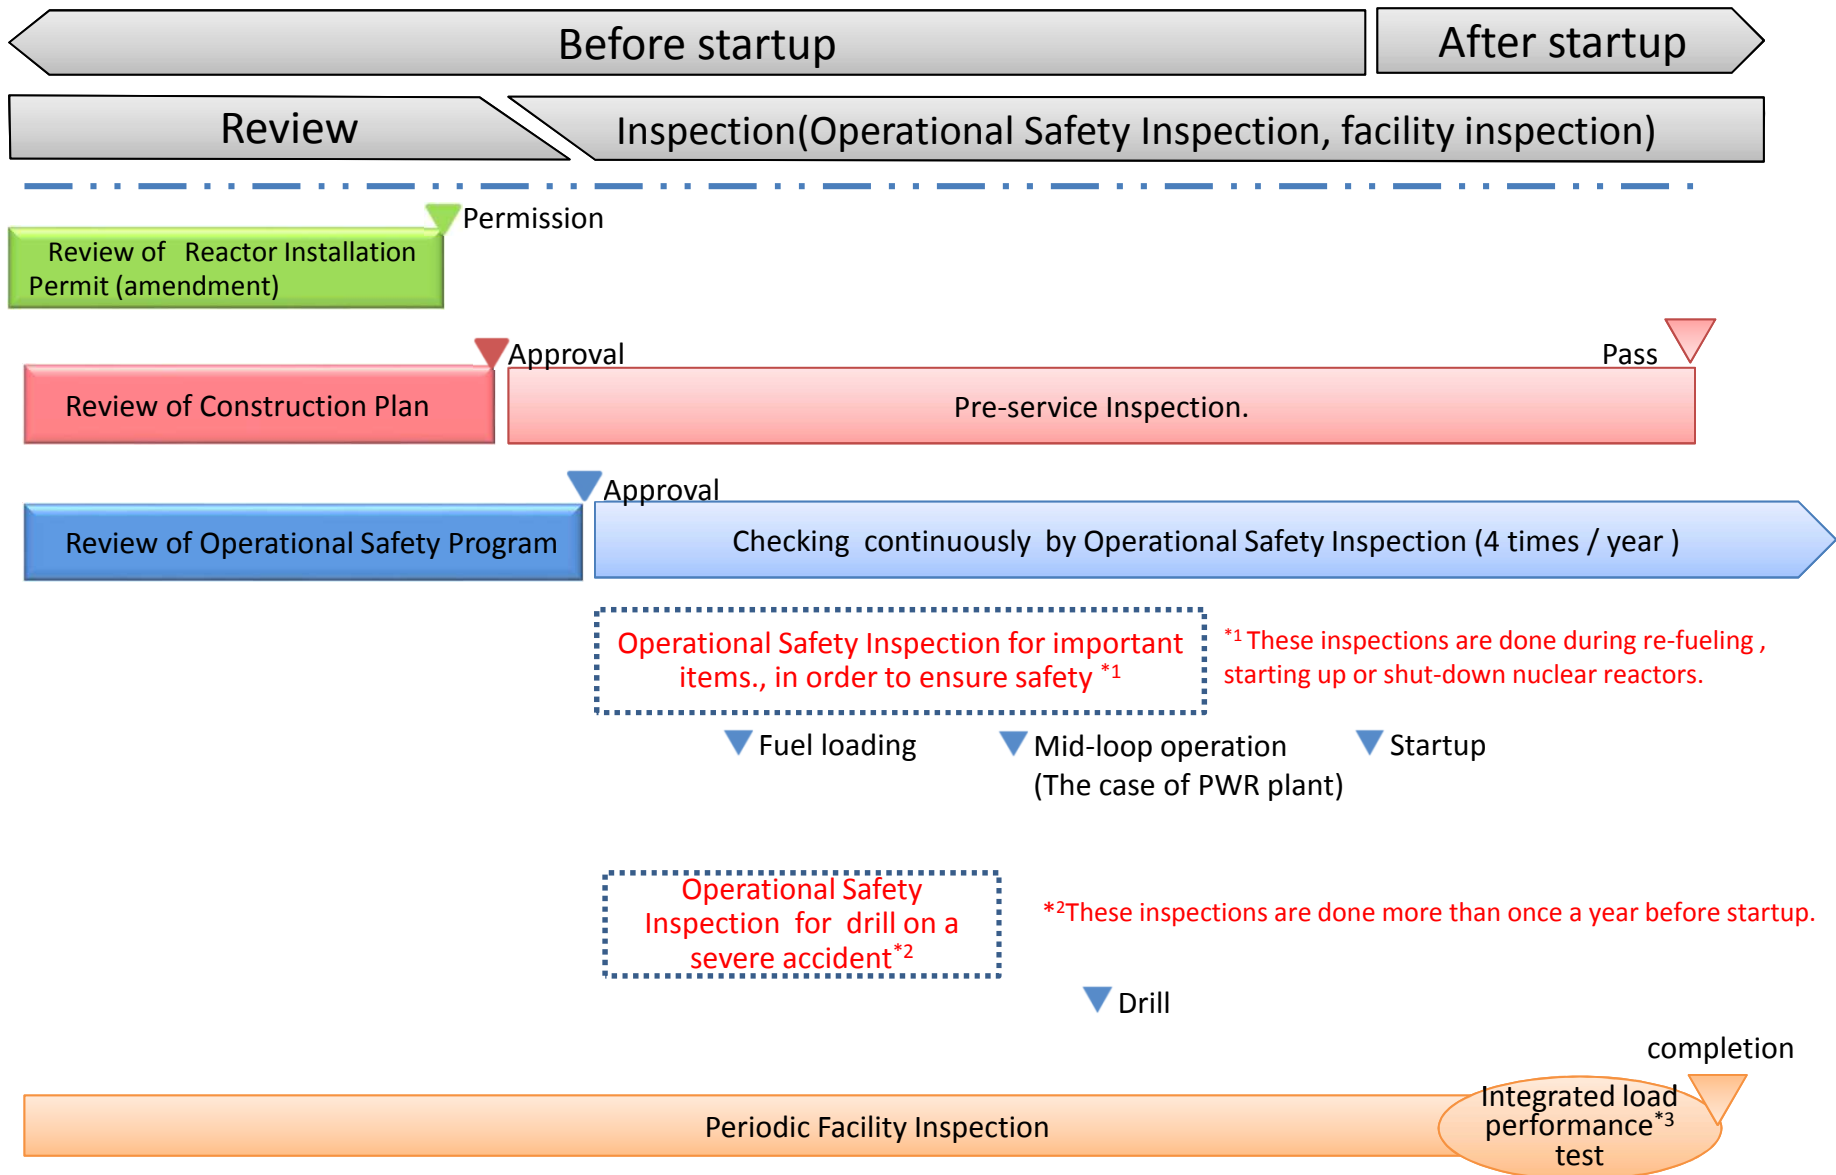 Before startup
After startup
Review
Inspection(Operational Safety Inspection, facility inspection)
Permission
Review of Reactor Installation
Permit (amendment)
Approval
Pass
Review of Construction Plan
Pre-service Inspection.
Approval
Review of Operational Safety Program
Checking continuously by Operational Safety Inspection (4 times / year )
Operational Safety Inspection for important
items., in order to ensure safety *1
*1 These inspections are done during re-fueling ,
starting up or shut-down nuclear reactors.
Fuel loading
Mid-loop operation
(The case of PWR plant)
Startup
Operational Safety
Inspection for drill on a
severe accident*2
*2These inspections are done more than once a year before startup.
Drill
completion
Periodic Facility Inspection
Integrated load
performance*3
test